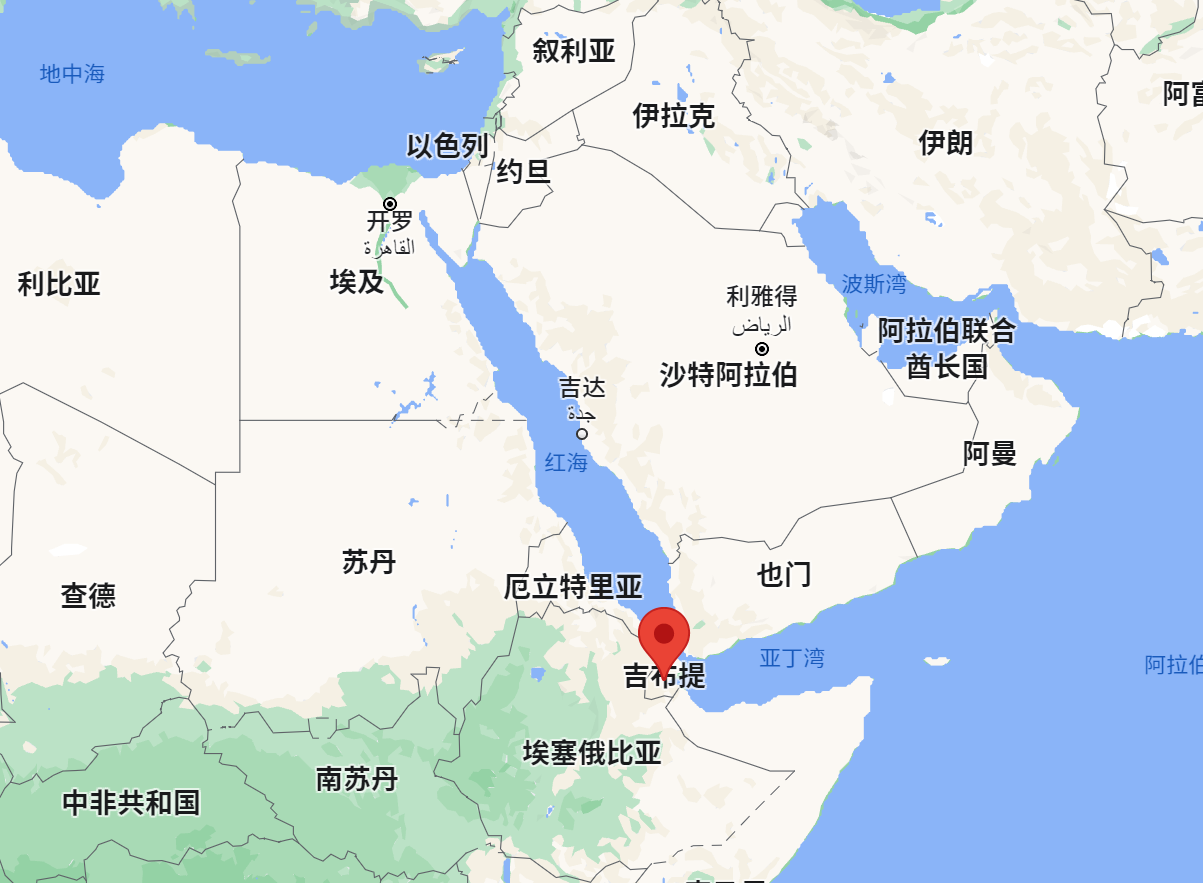 叙利亚
地中海
阿富
伊拉克
伊朗
以色列
约旦
开罗
القاهرة
利比亚
埃及
波斯湾
利雅得
الرياض
阿拉伯联合
酋长国
沙特阿拉伯
吉达
جدة
阿曼
红海
苏丹
也门
厄立特里亚
查德
亚丁湾
阿拉伯
吉布提
埃塞俄比亚
南苏丹
中非共和国